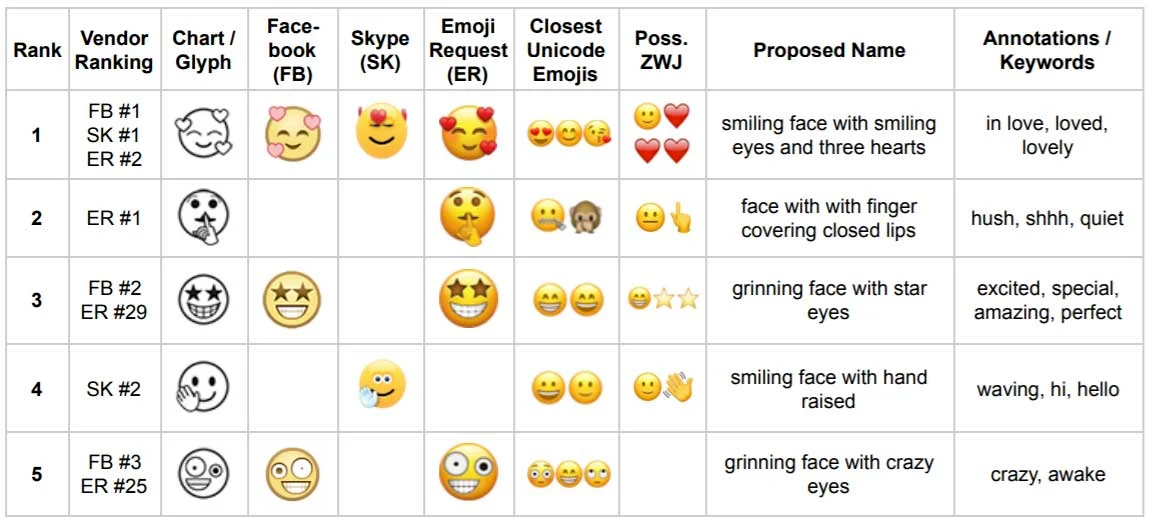 Rank
Vendor
Ranking
Chart /
Glyph
Face-
book
(FB)
Skype
(SK)
Emoji
Request
(ER)
Closest
Unicode
Emojis
Poss.
ZWJ
Proposed Name
Annotations /
Keywords
1
FB #1
SK #1
ER #2
smiling face with smiling
eyes and three hearts
in love, loved,
lovely
2
ER #1
face with with finger
covering closed lips
hush, shhh, quiet
3
FB #2
ER #29
grinning face with star
eyes
excited, special,
amazing, perfect
4
SK #2
smiling face with hand
raised
waving, hi, hello
5
FB #3
ER #25
grinning face with crazy
eyes
crazy, awake